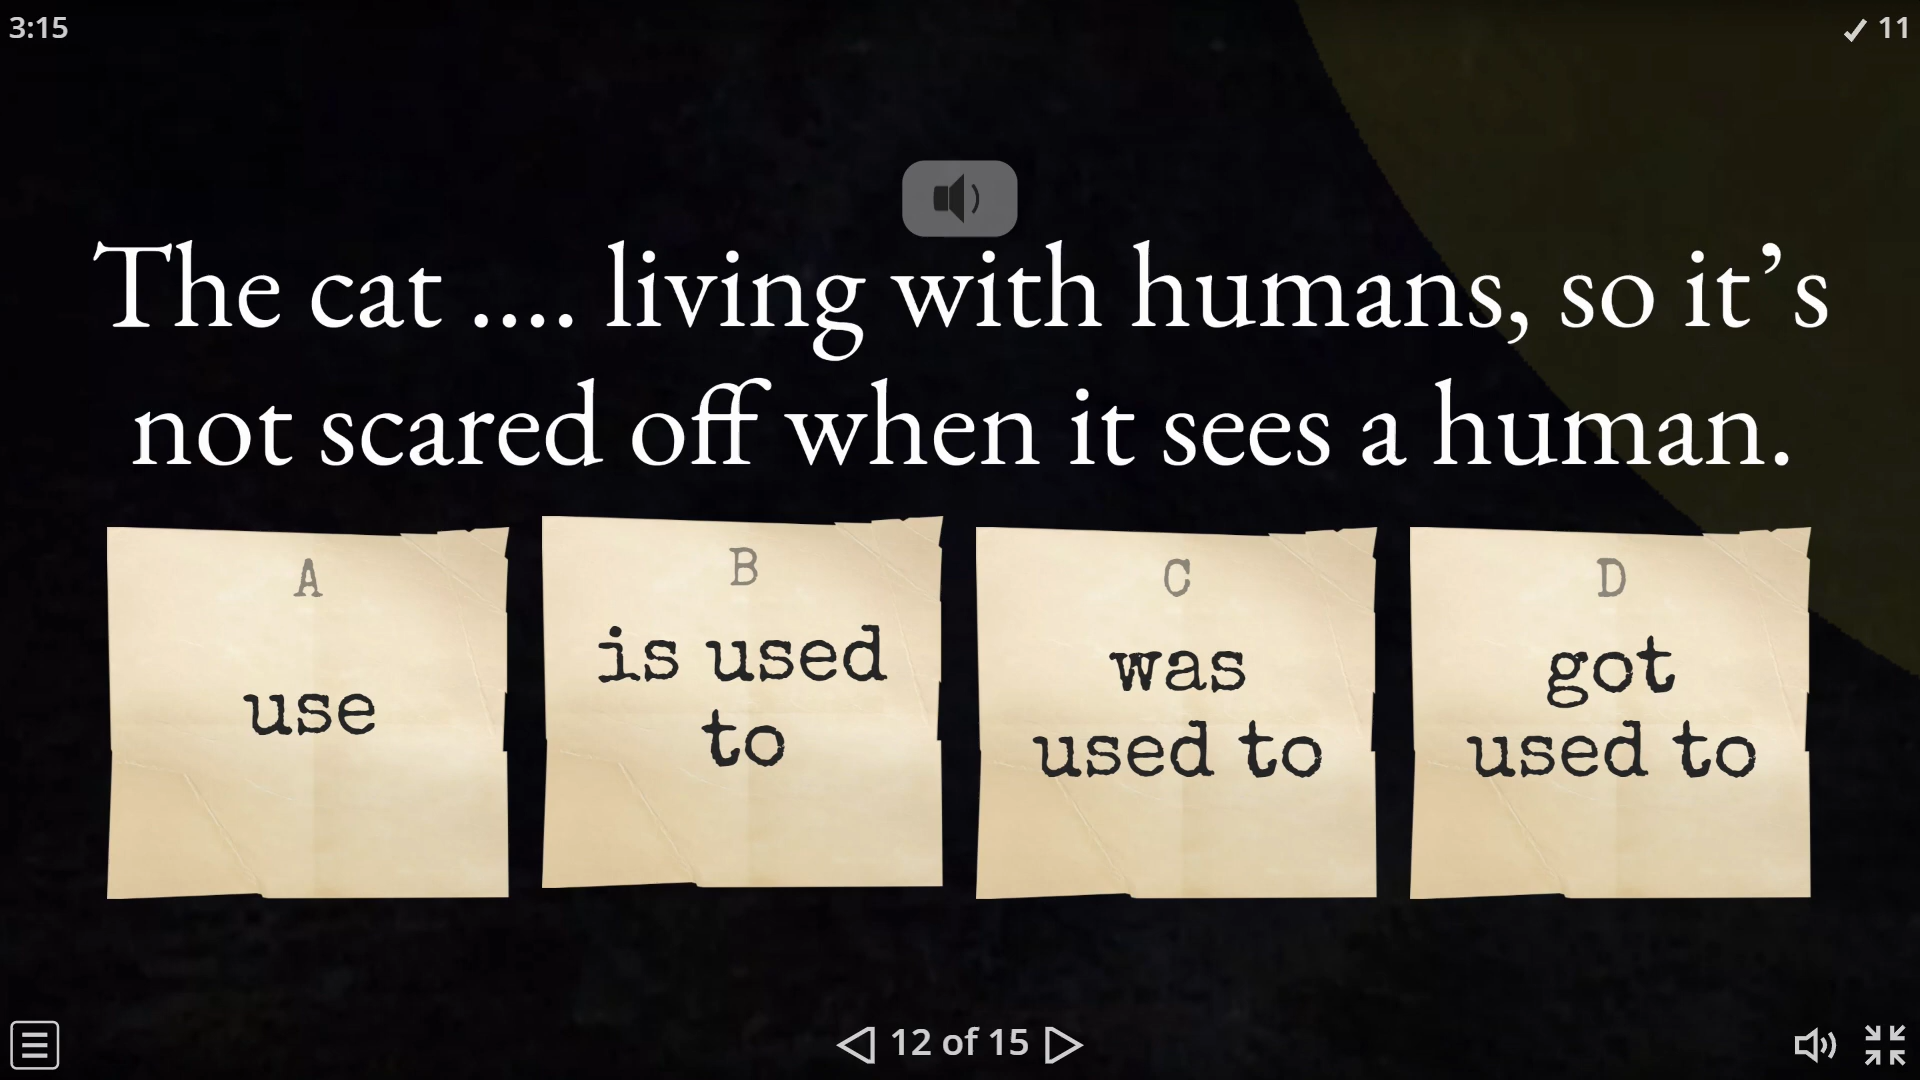 3:15
✓ 11
The cat .... living with humans, so it’s
not scared off when it sees a human.
A
use
B
is used
to
C
was
used to
D
got
used to
12 of 15